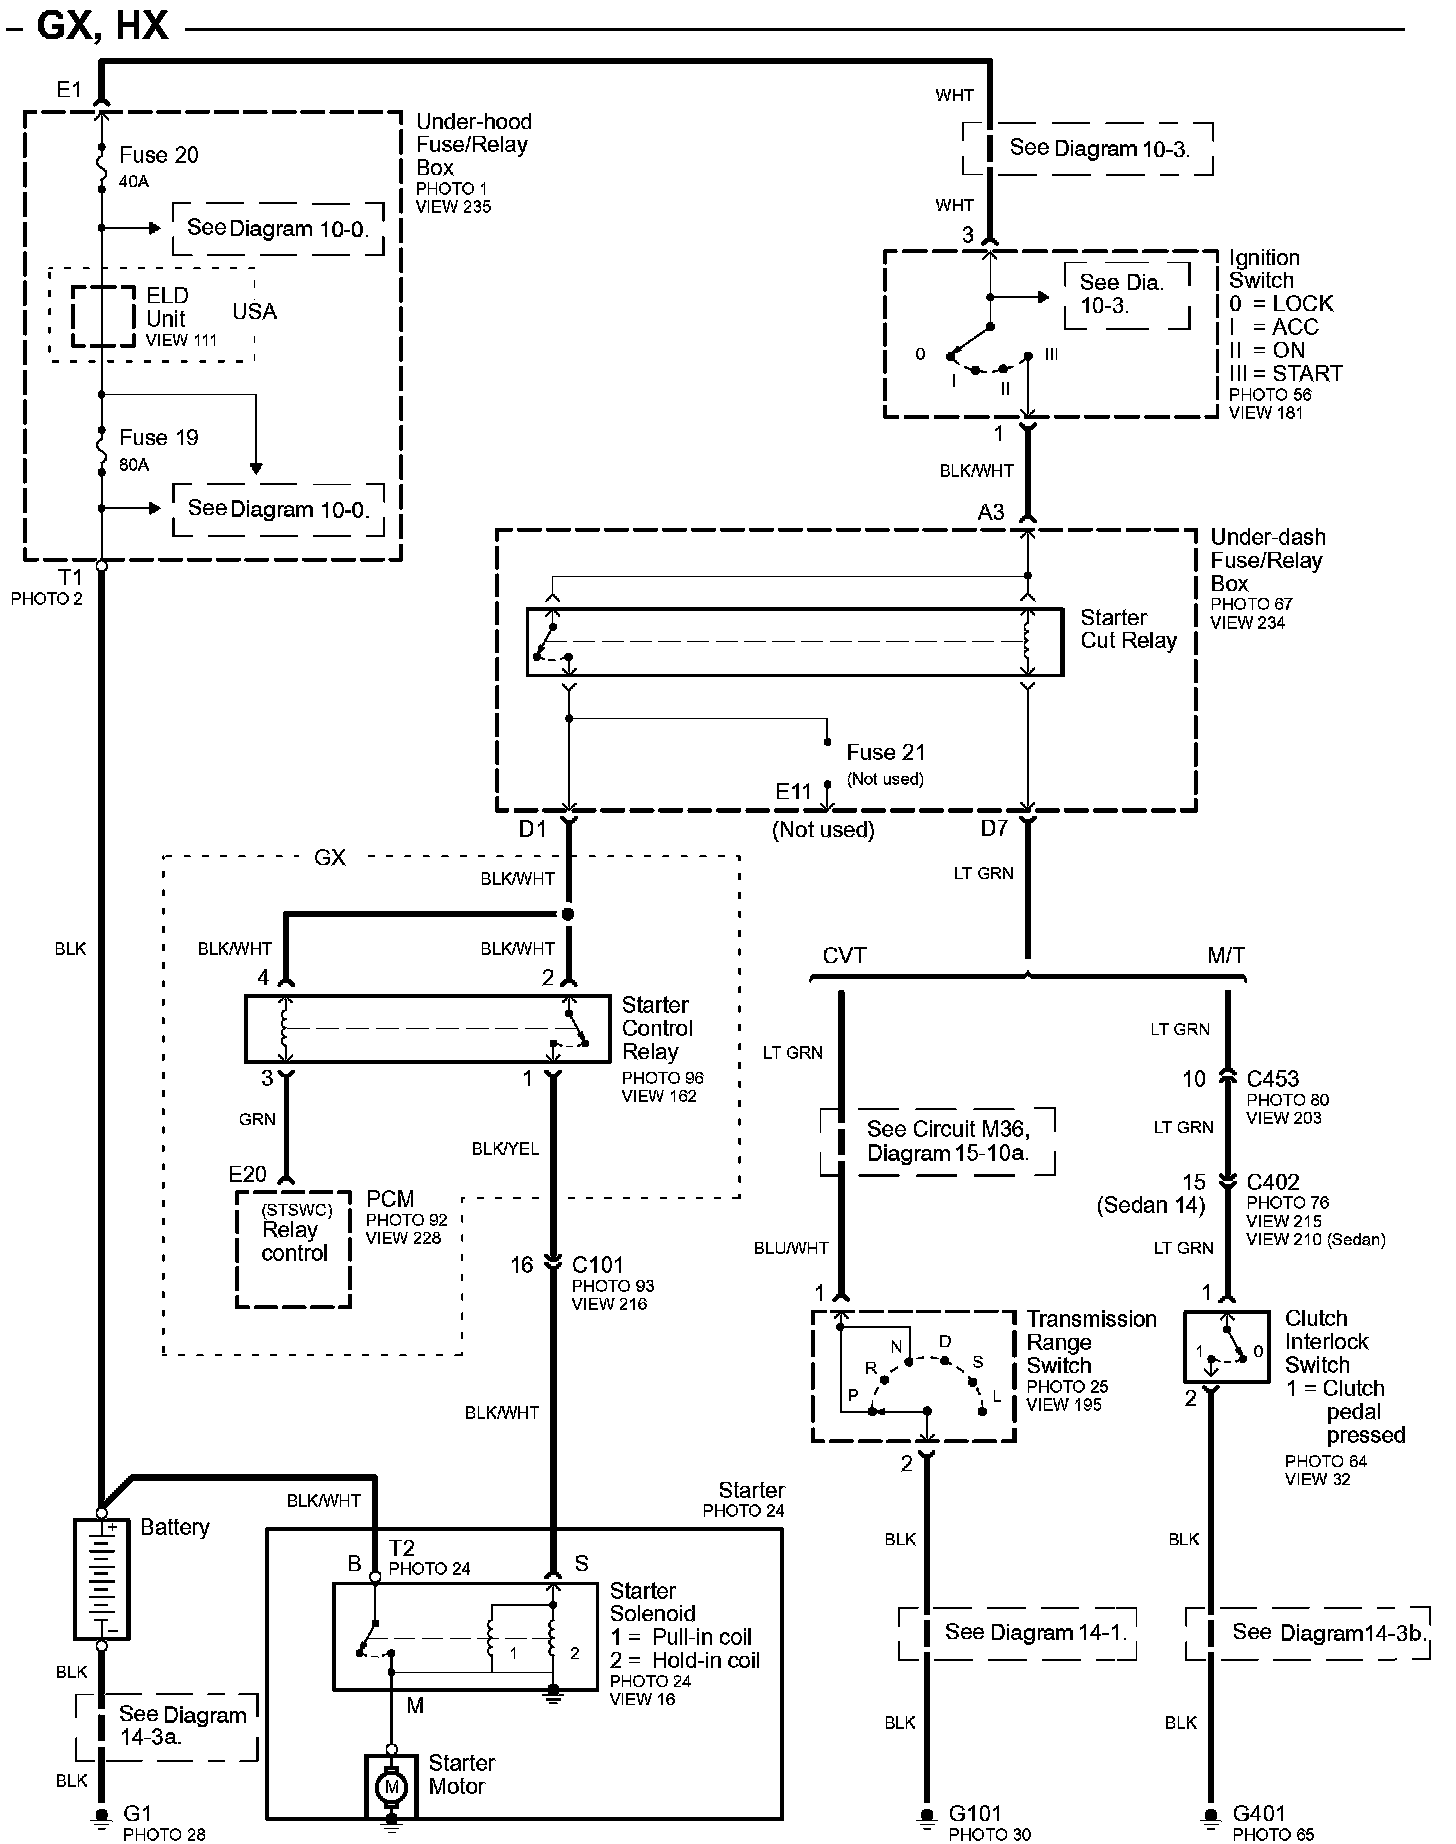 GX, HX
E1
WHT
Under-hood
Fuse/Relay
Box
PHOTO 1
VIEW 235
Fuse 20
40A
See Diagram 10-3.
See Diagram 10-0.
WHT
3
ELD
Unit
VIEW 111
USA
See Dia.
10-3.
Ignition
Switch
0 = LOCK
I = ACC
II = ON
III = START
PHOTO 56
VIEW 181
0
I
II
III
Fuse 19
80A
1
BLK/WHT
See Diagram 10-0.
A3
T1
PHOTO 2
Under-dash
Fuse/Relay
Box
PHOTO 67
VIEW 234
Starter
Cut Relay
Fuse 21
(Not used)
E11
(Not used)
D1
D7
GX
BLK/WHT
LT GRN
BLK
BLK/WHT
BLK/WHT
CVT
M/T
4
2
Starter
Control
Relay
PHOTO 96
VIEW 162
LT GRN
LT GRN
3
1
10
C453
PHOTO 80
VIEW 203
GRN
BLK/YEL
See Circuit M36,
Diagram 15-10a.
LT GRN
E20
(STSWC)
Relay
control
PCM
PHOTO 92
VIEW 228
15
(Sedan 14)
C402
PHOTO 76
VIEW 215
VIEW 210 (Sedan)
BLU/WHT
LT GRN
16
C101
PHOTO 93
VIEW 216
1
1
Transmission
Range
Switch
PHOTO 25
VIEW 195
P
R
N
D
S
L
Clutch
Interlock
Switch
1 = Clutch
pedal
pressed
PHOTO 64
VIEW 32
1
0
2
BLK/WHT
2
BLK/WHT
Starter
PHOTO 24
Battery
+
−
B
T2
PHOTO 24
S
BLK
BLK
Starter
Solenoid
1 = Pull-in coil
2 = Hold-in coil
PHOTO 24
VIEW 16
1
2
See Diagram 14-1.
See Diagram14-3b.
BLK
M
See Diagram
14-3a.
BLK
BLK
BLK
Starter
Motor
M
G1
PHOTO 28
G101
PHOTO 30
G401
PHOTO 65